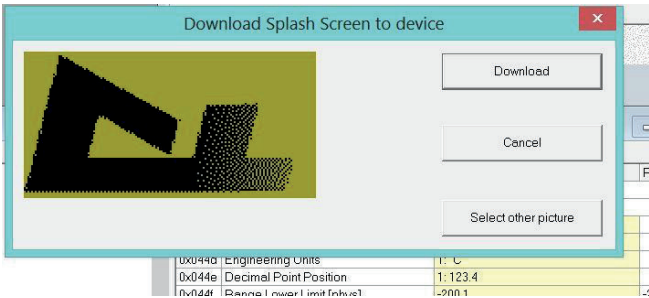 Download Splash Screen to device
Download
Cancel
Select other picture
0x044d Engineering Units 1: °C
0x044e Decimal Point Position 1: 123.4
0x044f Range Lower Limit [phys] -200.1